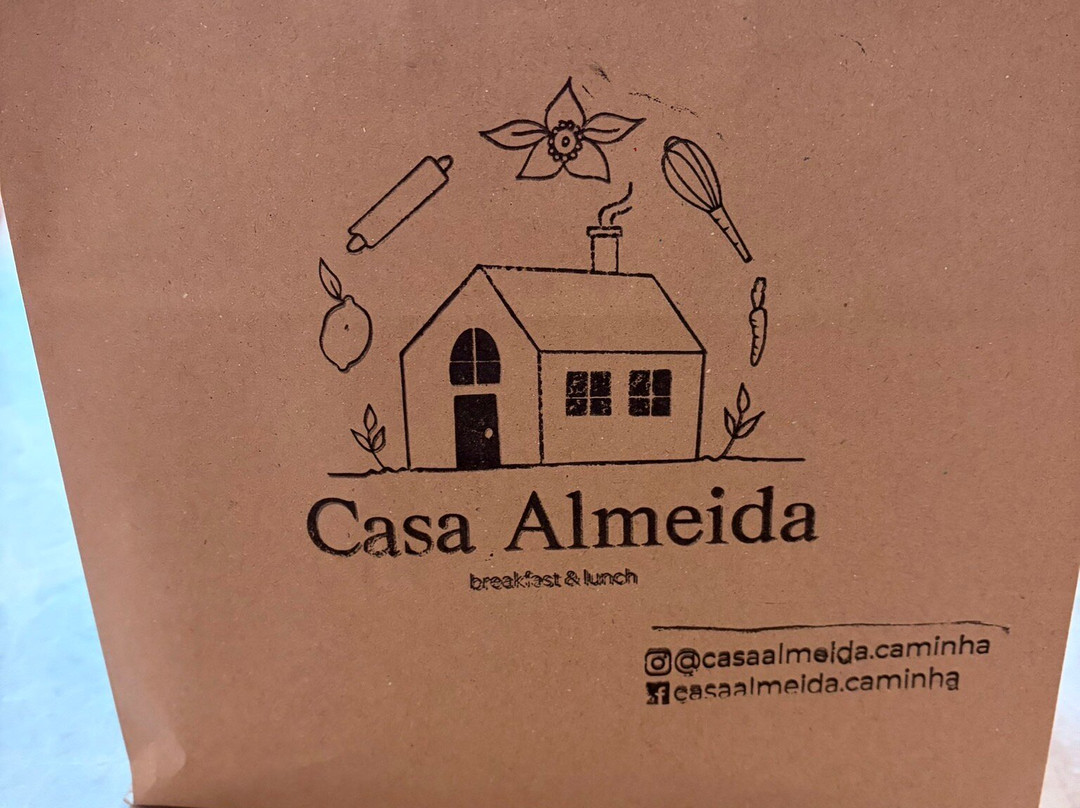 Casa Almeida
breakfast & lunch
@casaalmeida.caminha
casaalmeida.caminha